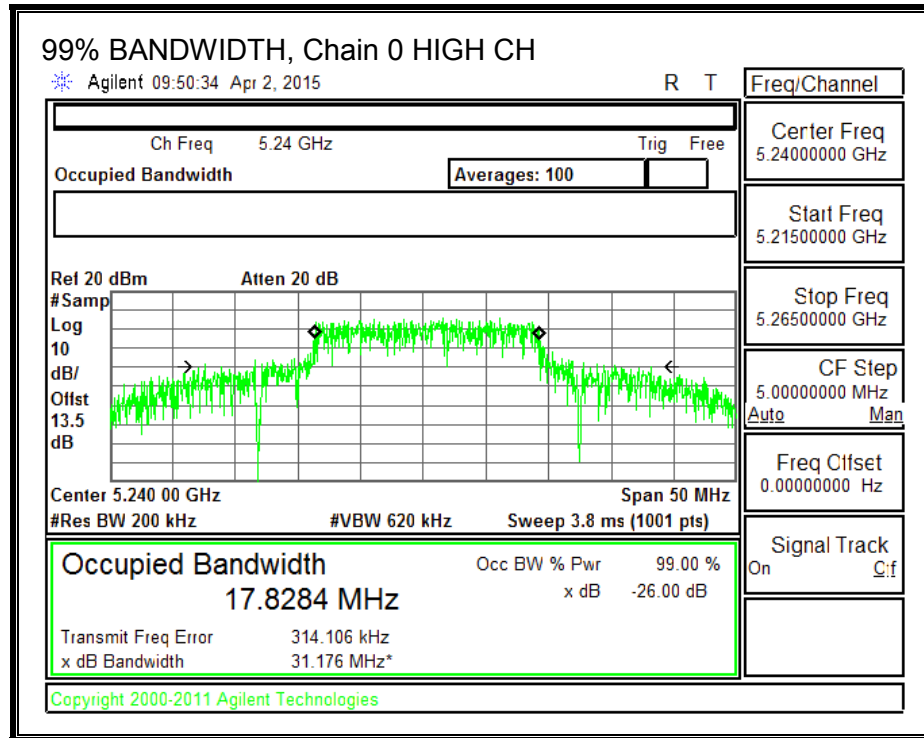 99% BANDWIDTH, Chain 0 HIGH CH
Agilent 09:50:34 Apr 2, 2015 R T
Freq/Channel
Ch Freq 5.24 GHz Trig Free
Occupied Bandwidth Averages: 100
Center Freq
5.24000000 GHz
Start Freq
5.21500000 GHz
Stop Freq
5.26500000 GHz
CF Step
5.00000000 MHz
Auto Man
Freq Offset
0.00000000 Hz
Signal Track
On Off
Ref 20 dBm Atten 20 dB
#Samp
Log
10
dB/
Offst
13.5
dB
Center 5.240 00 GHz Span 50 MHz
#Res BW 200 kHz #VBW 620 kHz Sweep 3.8 ms (1001 pts)
Occupied Bandwidth Occ BW % Pwr 99.00 %
17.8284 MHz x dB -26.00 dB
Transmit Freq Error 314.106 kHz
x dB Bandwidth 31.176 MHz*
Copyright 2000-2011 Agilent Technologies